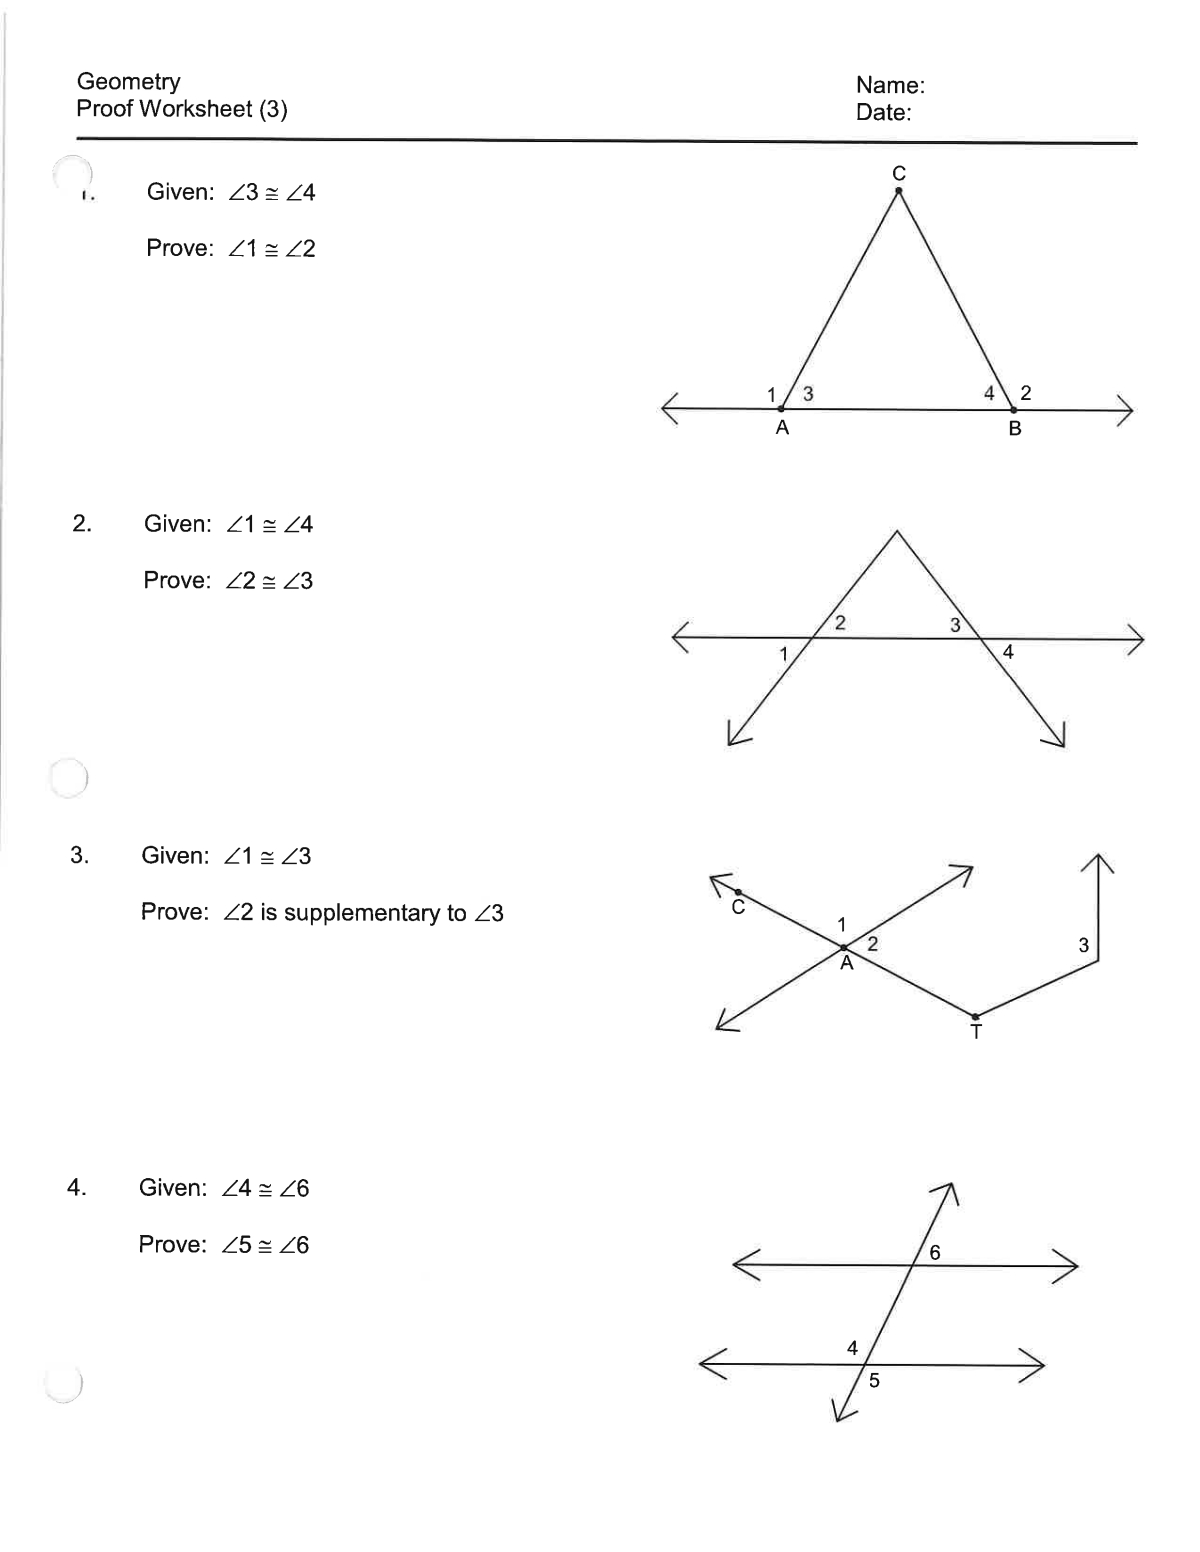 Geometry
Proof Worksheet (3)
Name:
Date:
1. Given: ∠3 ≅ ∠4
Prove: ∠1 ≅ ∠2
C
1 3 4 2
A B
2. Given: ∠1 ≅ ∠4
Prove: ∠2 ≅ ∠3
2 3
1 4
3. Given: ∠1 ≅ ∠3
Prove: ∠2 is supplementary to ∠3
C
1
2 3
A
T
4. Given: ∠4 ≅ ∠6
Prove: ∠5 ≅ ∠6
6
4
5